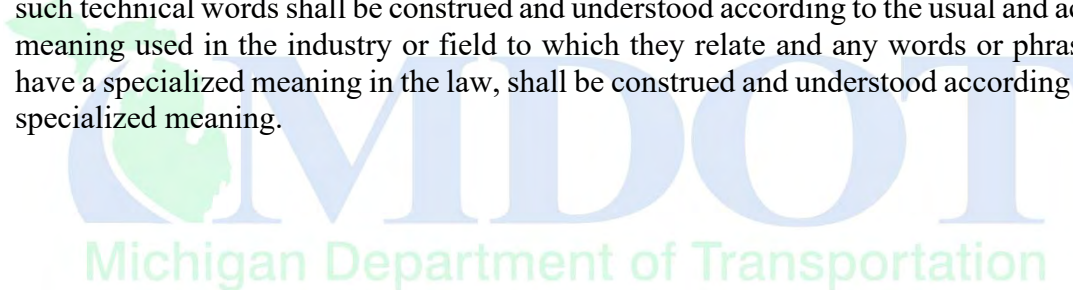 such technical words shall be construed and understood according to the usual and
meaning used in the industry or field to which they relate and any words or
have a specialized meaning in the law, shall be construed and understood according
specialized meaning.
MDOT
Michigan Department of Transportation